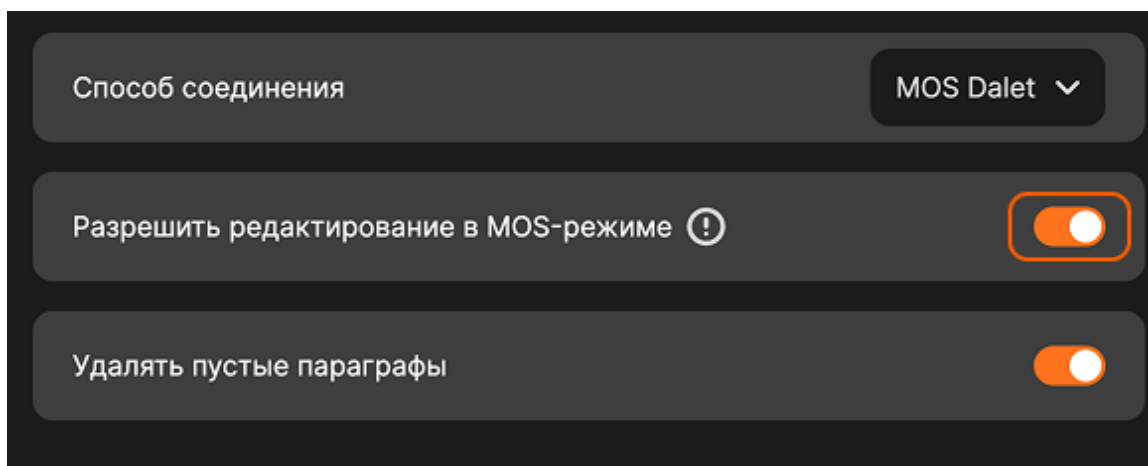 Способ соединения
MOS Dalet
Разрешить редактирование в MOS-режиме
Удалять пустые параграфы